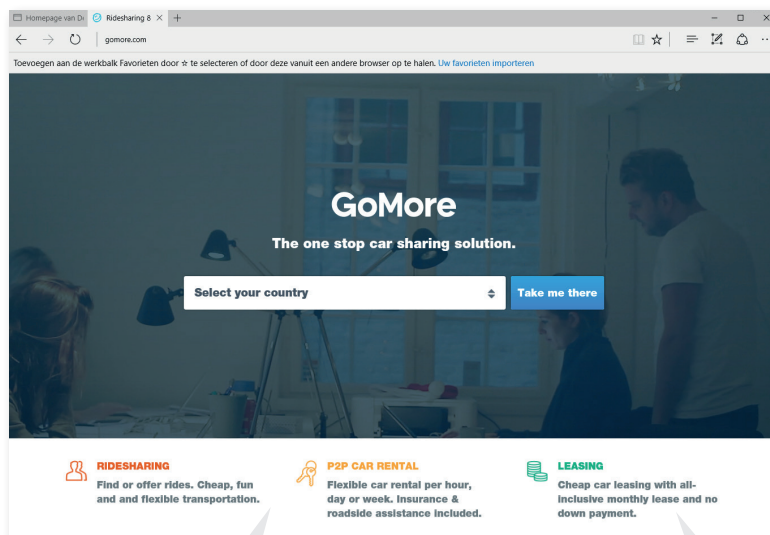 Homepage van De
Ridesharing 8
gomore.com
Toevoegen aan de werkbalk Favorieten door ☆ te selecteren of door deze vanuit een andere browser op te halen. Uw favorieten importeren
GoMore
The one stop car sharing solution.
Select your country
Take me there
RIDESHARING
Find or offer rides. Cheap, fun
and and flexible transportation.
P2P CAR RENTAL
Flexible car rental per hour,
day or week. Insurance &
roadside assistance included.
LEASING
Cheap car leasing with all-
inclusive monthly lease and no
down payment.